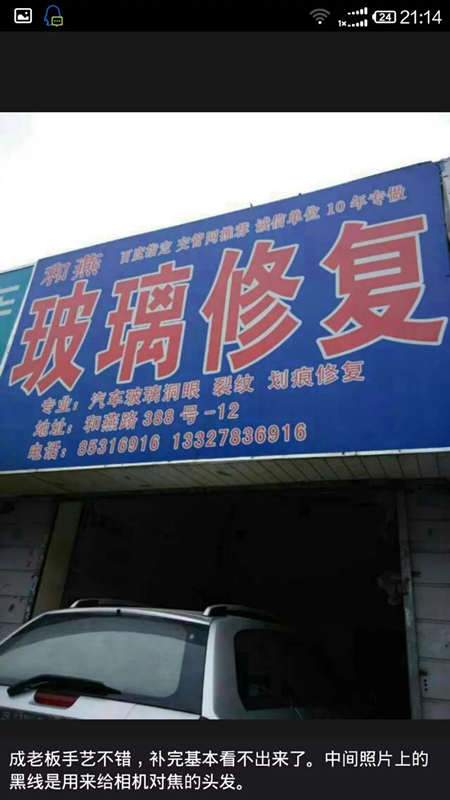 1x 24 21:14
和燕 百度指定 交管网推荐 诚信单位 10年专做
玻璃修复
专业：汽车玻璃洞眼 裂纹 划痕修复
地址：和燕路388号-12
电话：85316916 13327836916
成老板手艺不错，补完基本看不出来了。中间照片上的
黑线是用来给相机对焦的头发。